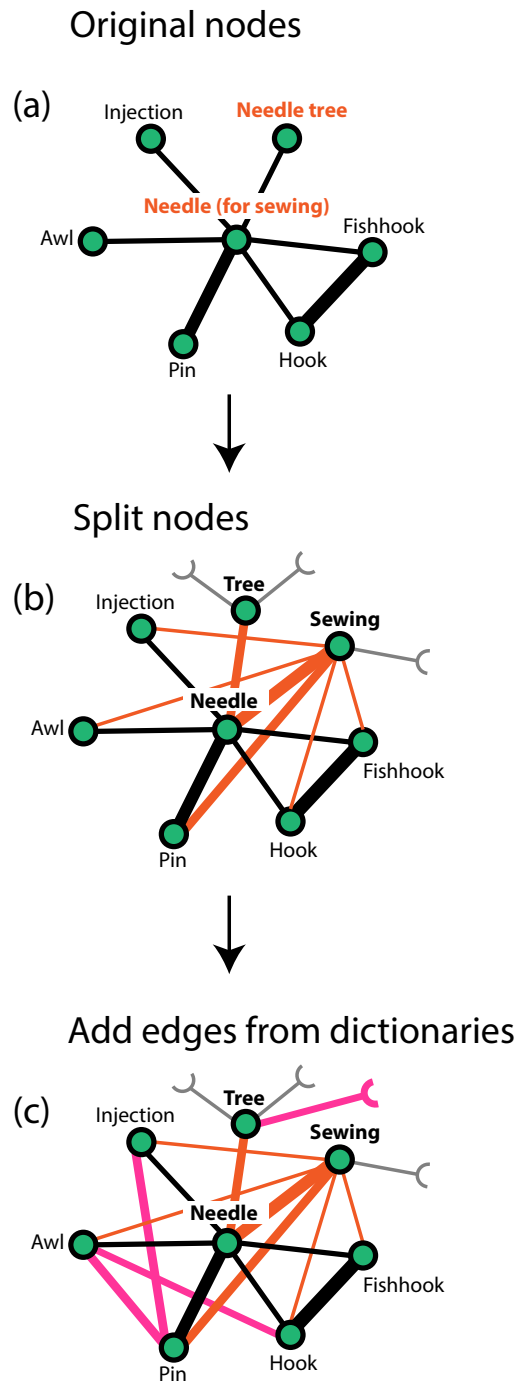 Original nodes
(a)
Injection
Needle tree
Needle (for sewing)
Awl
Fishhook
Pin
Hook
Split nodes
(b)
Tree
Injection
Sewing
Needle
Awl
Fishhook
Pin
Hook
Add edges from dictionaries
(c)
Tree
Injection
Sewing
Needle
Awl
Fishhook
Pin
Hook